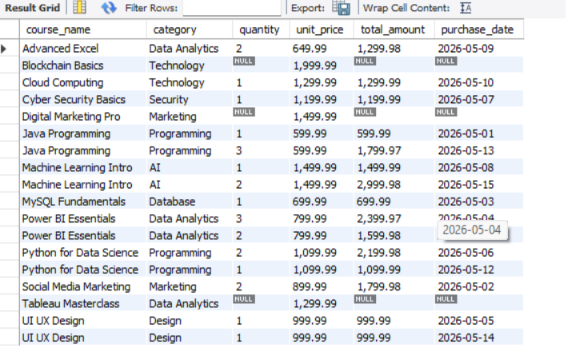 Result Grid Filter Rows: Export: Wrap Cell Content: IA
course_name category quantity unit_price total_amount purchase_date
Advanced Excel Data Analytics 2 649.99 1,299.98 2026-05-09
Blockchain Basics Technology NULL 1,999.99 NULL NULL
Cloud Computing Technology 1 1,299.99 1,299.99 2026-05-10
Cyber Security Basics Security 1 1,199.99 1,199.99 2026-05-07
Digital Marketing Pro Marketing NULL 1,499.99 NULL NULL
Java Programming Programming 1 599.99 599.99 2026-05-01
Java Programming Programming 3 599.99 1,799.97 2026-05-13
Machine Learning Intro AI 1 1,499.99 1,499.99 2026-05-08
Machine Learning Intro AI 2 1,499.99 2,999.98 2026-05-15
MySQL Fundamentals Database 1 699.99 699.99 2026-05-03
Power BI Essentials Data Analytics 3 799.99 2,399.97 2026-05-04
Power BI Essentials Data Analytics 2 799.99 1,599.98 2026-05-04
Python for Data Science Programming 2 1,099.99 2,199.98 2026-05-06
Python for Data Science Programming 1 1,099.99 1,099.99 2026-05-12
Social Media Marketing Marketing 2 899.99 1,799.98 2026-05-02
Tableau Masterclass Data Analytics NULL 1,299.99 NULL NULL
UI UX Design Design 1 999.99 999.99 2026-05-05
UI UX Design Design 1 999.99 999.99 2026-05-14